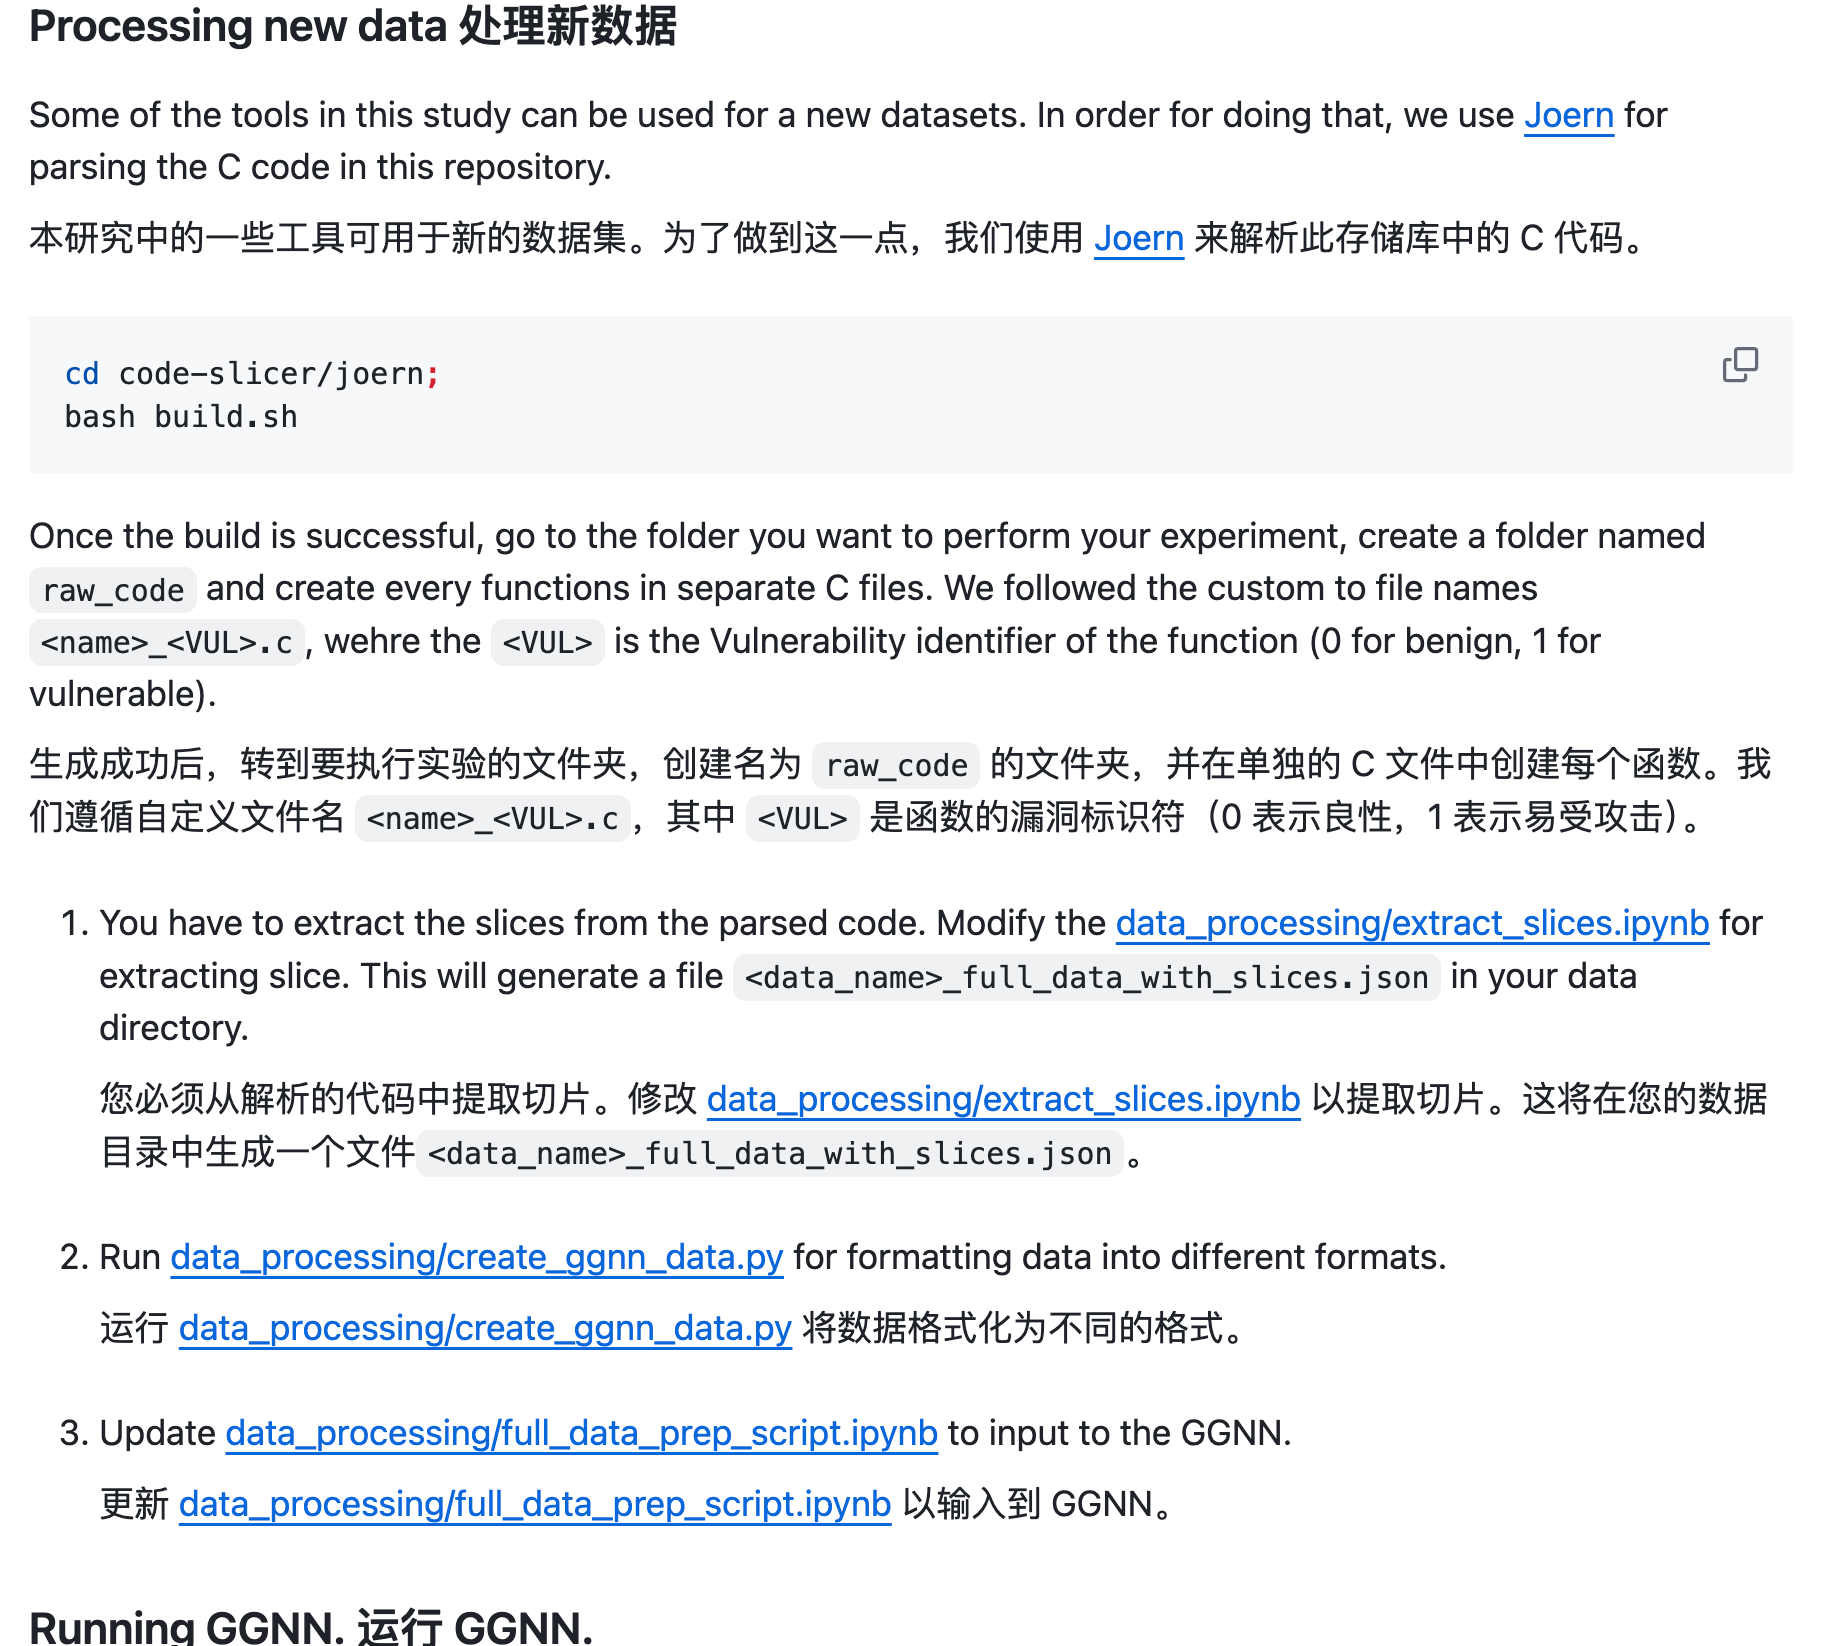 Processing new data 处理新数据
Some of the tools in this study can be used for a new datasets. In order for doing that, we use Joern for
parsing the C code in this repository.
本研究中的一些工具可用于新的数据集。为了做到这一点，我们使用 Joern 来解析此存储库中的 C 代码。
cd code-slicer/joern;
bash build.sh
Once the build is successful, go to the folder you want to perform your experiment, create a folder named
raw_code and create every functions in separate C files. We followed the custom to file names
<name>_<VUL>.c, wehre the <VUL> is the Vulnerability identifier of the function (0 for benign, 1 for
vulnerable).
生成成功后，转到要执行实验的文件夹，创建名为 raw_code 的文件夹，并在单独的 C 文件中创建每个函数。我
们遵循自定义文件名 <name>_<VUL>.c，其中 <VUL> 是函数的漏洞标识符（0 表示良性，1 表示易受攻击）。
1. You have to extract the slices from the parsed code. Modify the data_processing/extract_slices.ipynb for
extracting slice. This will generate a file <data_name>_full_data_with_slices.json in your data
directory.
您必须从解析的代码中提取切片。修改 data_processing/extract_slices.ipynb 以提取切片。这将在您的数据
目录中生成一个文件<data_name>_full_data_with_slices.json。
2. Run data_processing/create_ggnn_data.py for formatting data into different formats.
运行 data_processing/create_ggnn_data.py 将数据格式化为不同的格式。
3. Update data_processing/full_data_prep_script.ipynb to input to the GGNN.
更新 data_processing/full_data_prep_script.ipynb 以输入到 GGNN。
Running GGNN. 运行 GGNN.